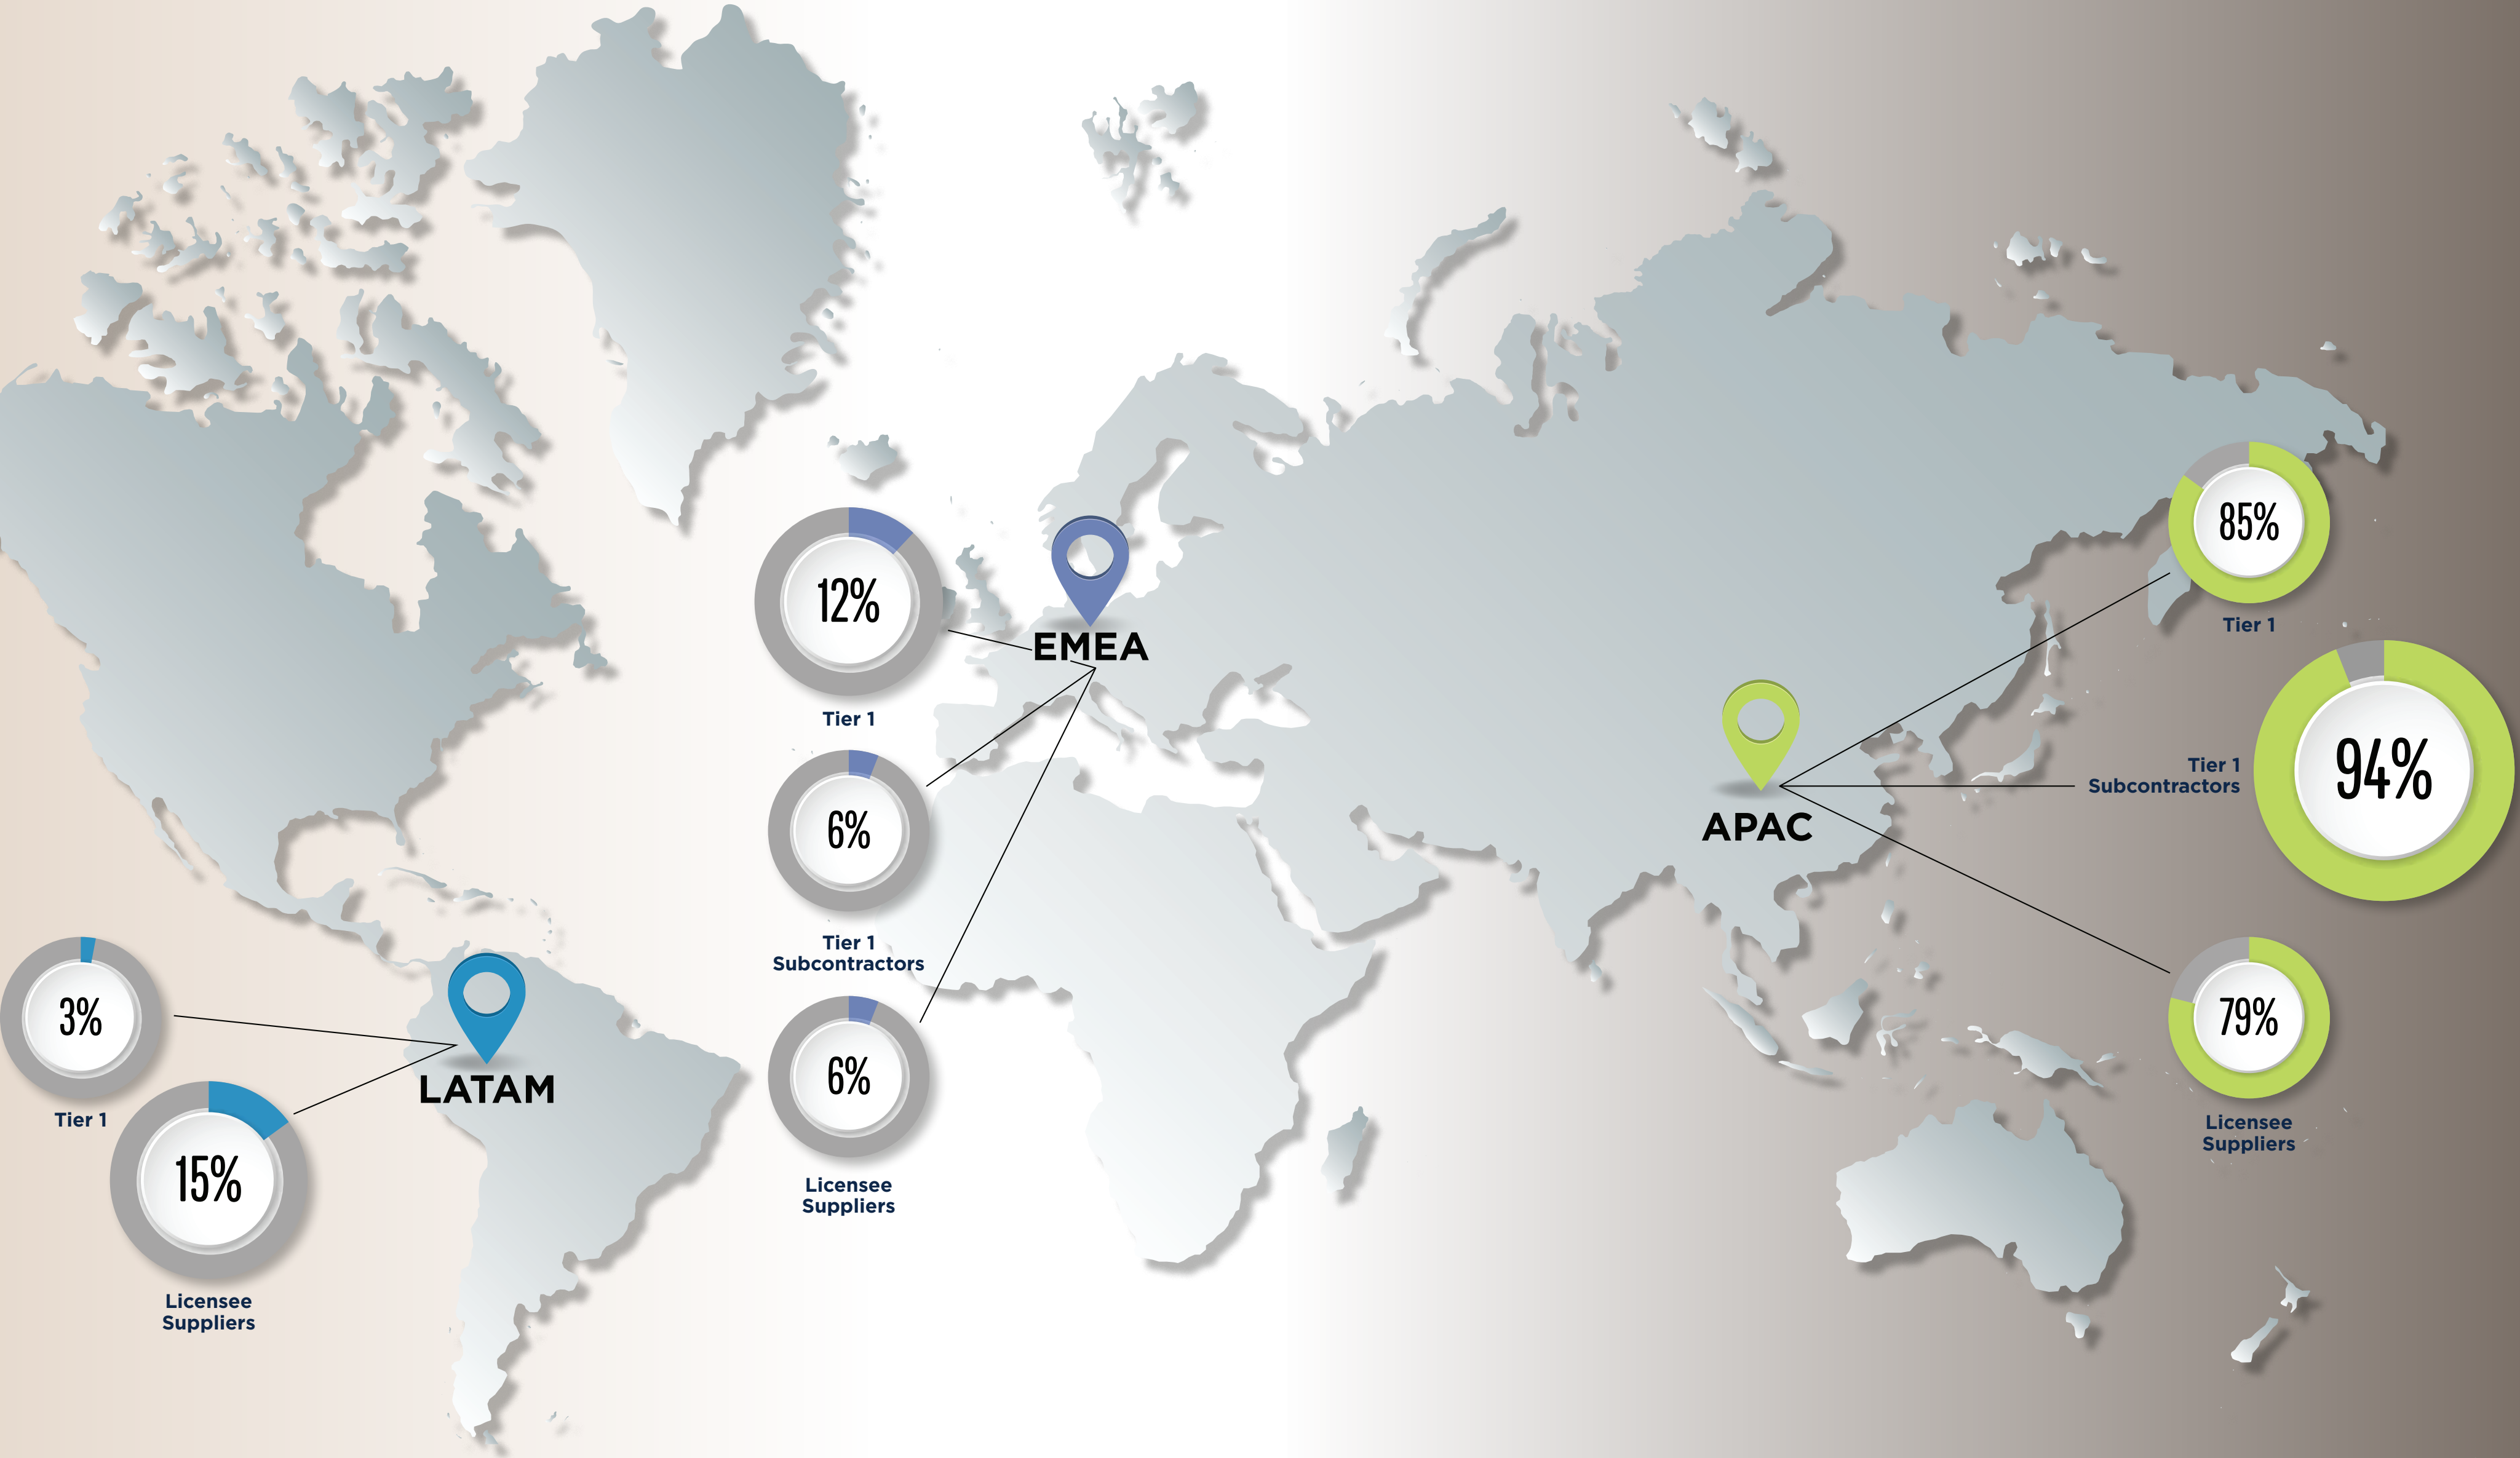 3%
Tier 1
15%
Licensee
Suppliers
LATAM
12%
Tier 1
6%
Tier 1
Subcontractors
6%
Licensee
Suppliers
EMEA
APAC
85%
Tier 1
Tier 1
Subcontractors
94%
79%
Licensee
Suppliers